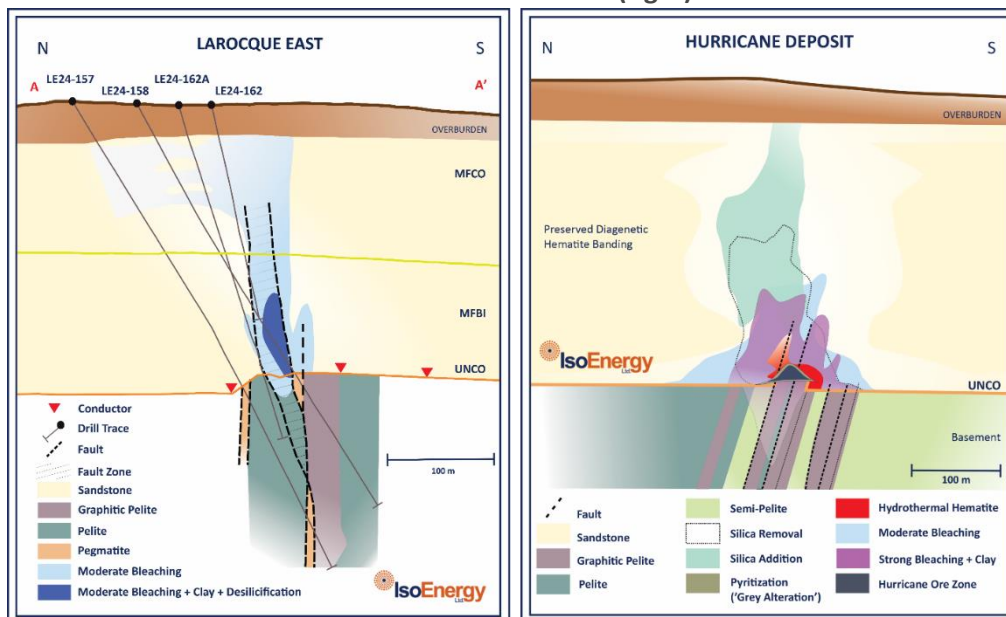 N LAROCQUE EAST S
A LE24-157 LE24-158 LE24-162A LE24-162 A'
OVERBURDEN
MFCO
MFBI
UNCO
Conductor
Drill Trace
Fault
Fault Zone
Sandstone
Graphitic Pelite
Pelite
Pegmatite
Moderate Bleaching
Moderate Bleaching + Clay + Desilicification
100 m
IsoEnergy Ltd
N HURRICANE DEPOSIT S
OVERBURDEN
Preserved Diagenetic
Hematite Banding
IsoEnergy Ltd
UNCO
Basement
100 m
Fault
Sandstone
Graphitic Pelite
Pelite
Semi-Pelite
Silica Removal
Silica Addition
Pyritization
('Grey Alteration')
Hydrothermal Hematite
Moderate Bleaching
Strong Bleaching + Clay
Hurricane Ore Zone